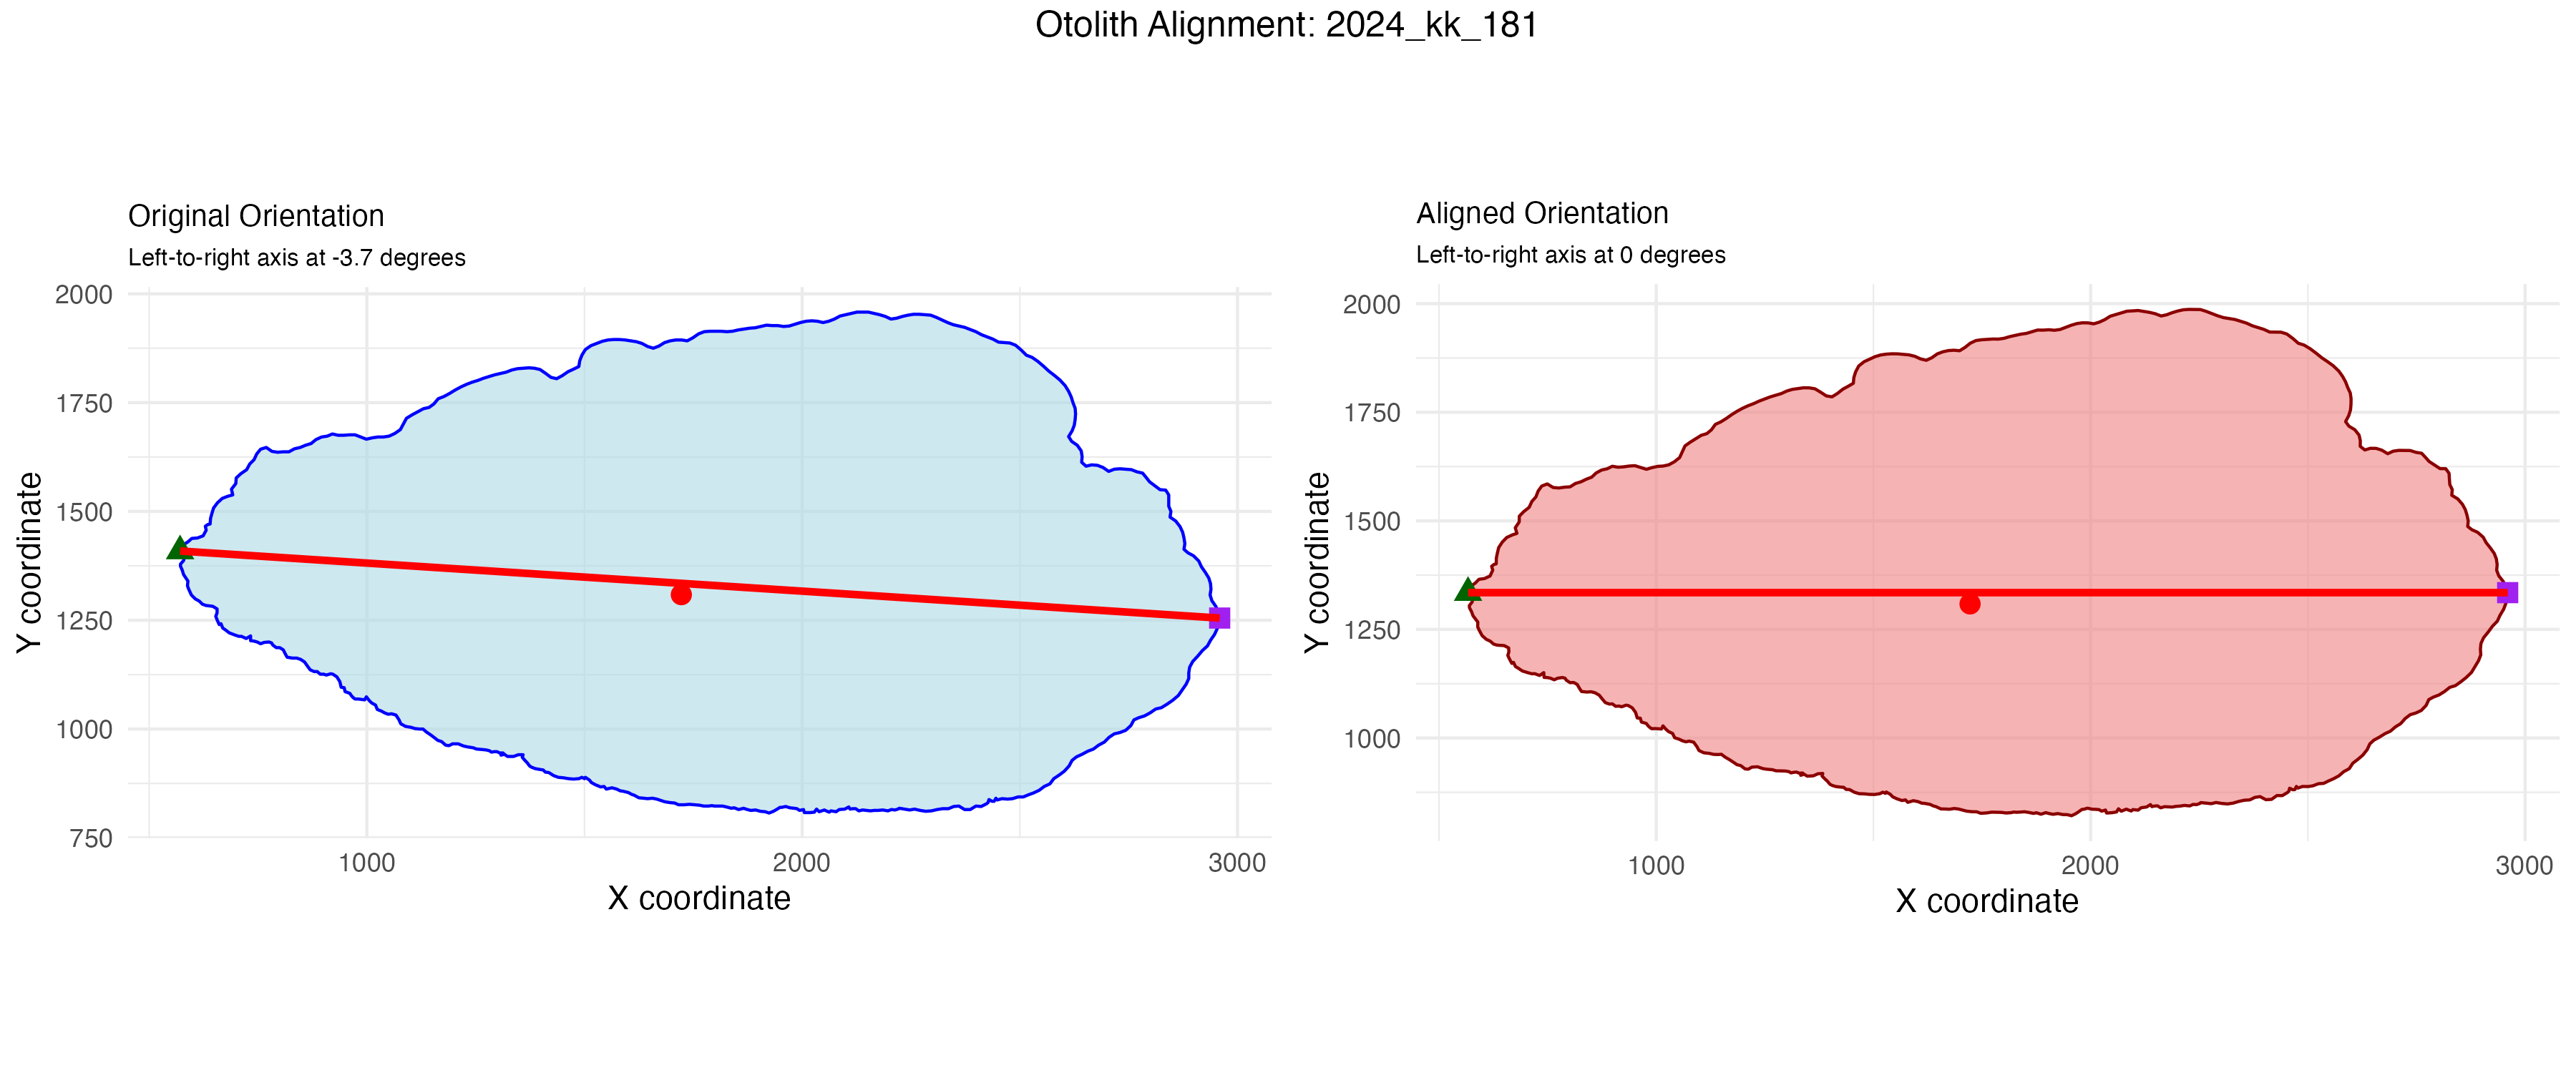 Otolith Alignment: 2024_kk_181
Original Orientation
Left-to-right axis at -3.7 degrees
2000
1750
1500
1250
1000
750
Y coordinate
1000
2000
3000
X coordinate
Aligned Orientation
Left-to-right axis at 0 degrees
2000
1750
1500
1250
1000
Y coordinate
1000
2000
3000
X coordinate